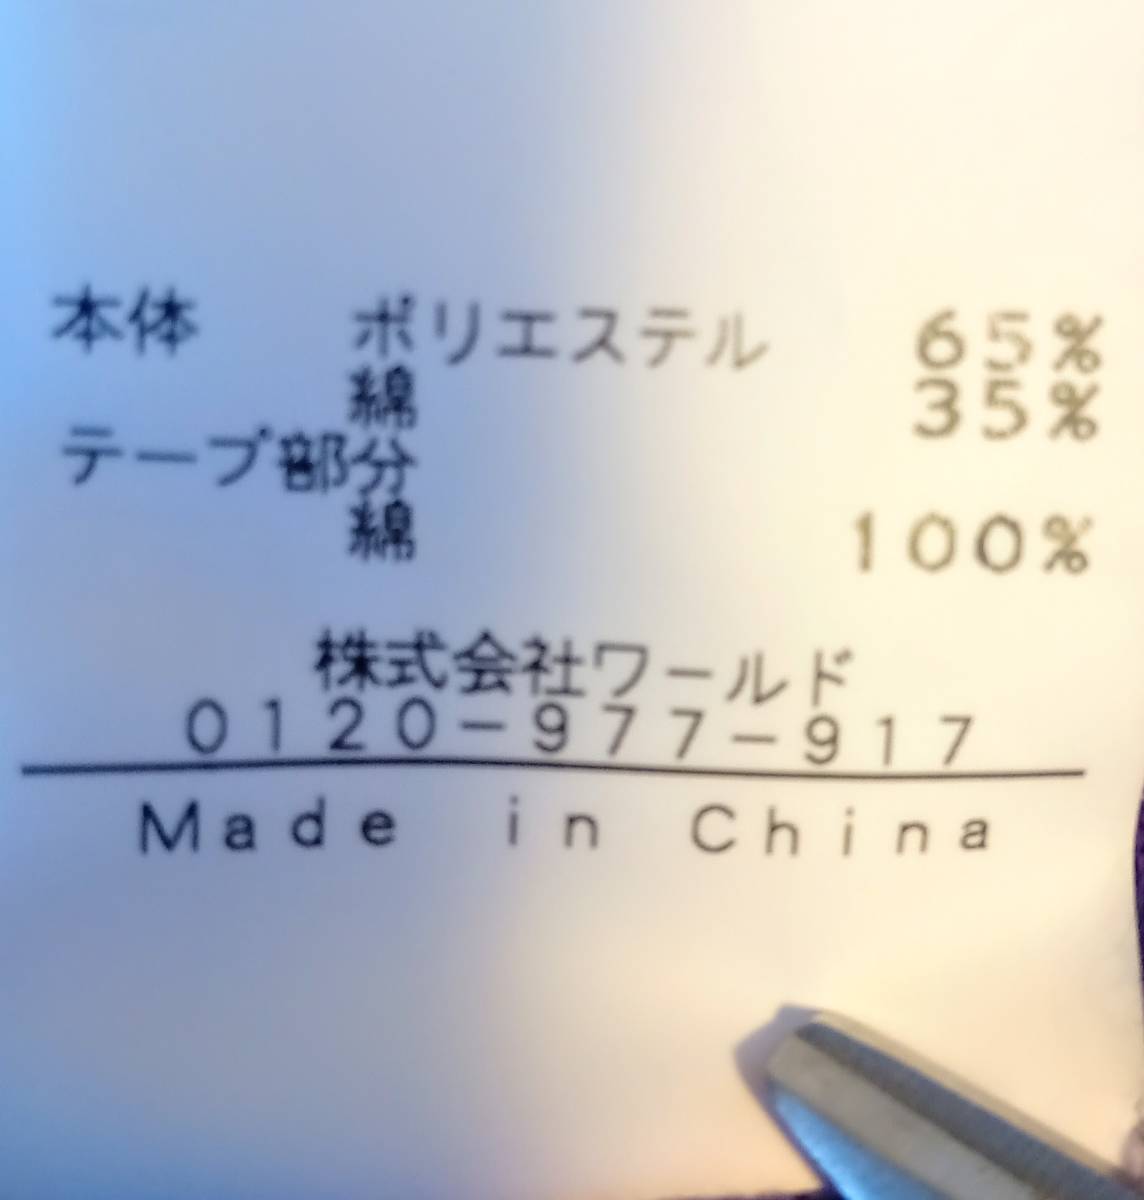 本体 ポリエステル 65%
綿 35%
テープ部分
綿 100%
株式会社ワールド
0120-977-917
Made in China